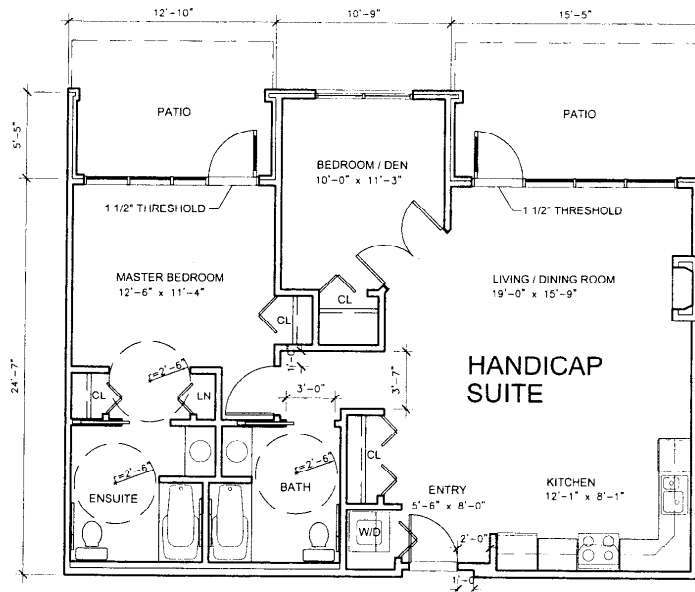 12'-10" 10'-9" 15'-5"
5'-5"
PATIO
PATIO
BEDROOM / DEN
10'-0" x 11'-3"
1 1/2" THRESHOLD
1 1/2" THRESHOLD
MASTER BEDROOM
12'-6" x 11'-4"
LIVING / DINING ROOM
19'-0" x 15'-9"
CL
CL
24'-7"
1'-0"
r=2'-6"
HANDICAP
SUITE
3'-7"
CL
LN
3'-0"
CL
r=2'-6"
r=2'-6"
ENSUITE
BATH
ENTRY
5'-6" x 8'-0"
KITCHEN
12'-1" x 8'-1"
W/D
2'-0"
1'-0"